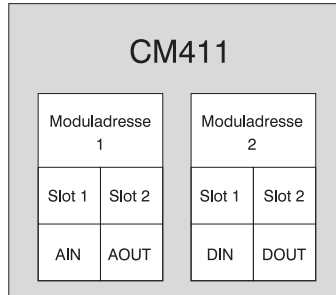 CM411
Moduladresse
1
Slot 1
Slot 2
AIN
AOUT
Moduladresse
2
Slot 1
Slot 2
DIN
DOUT